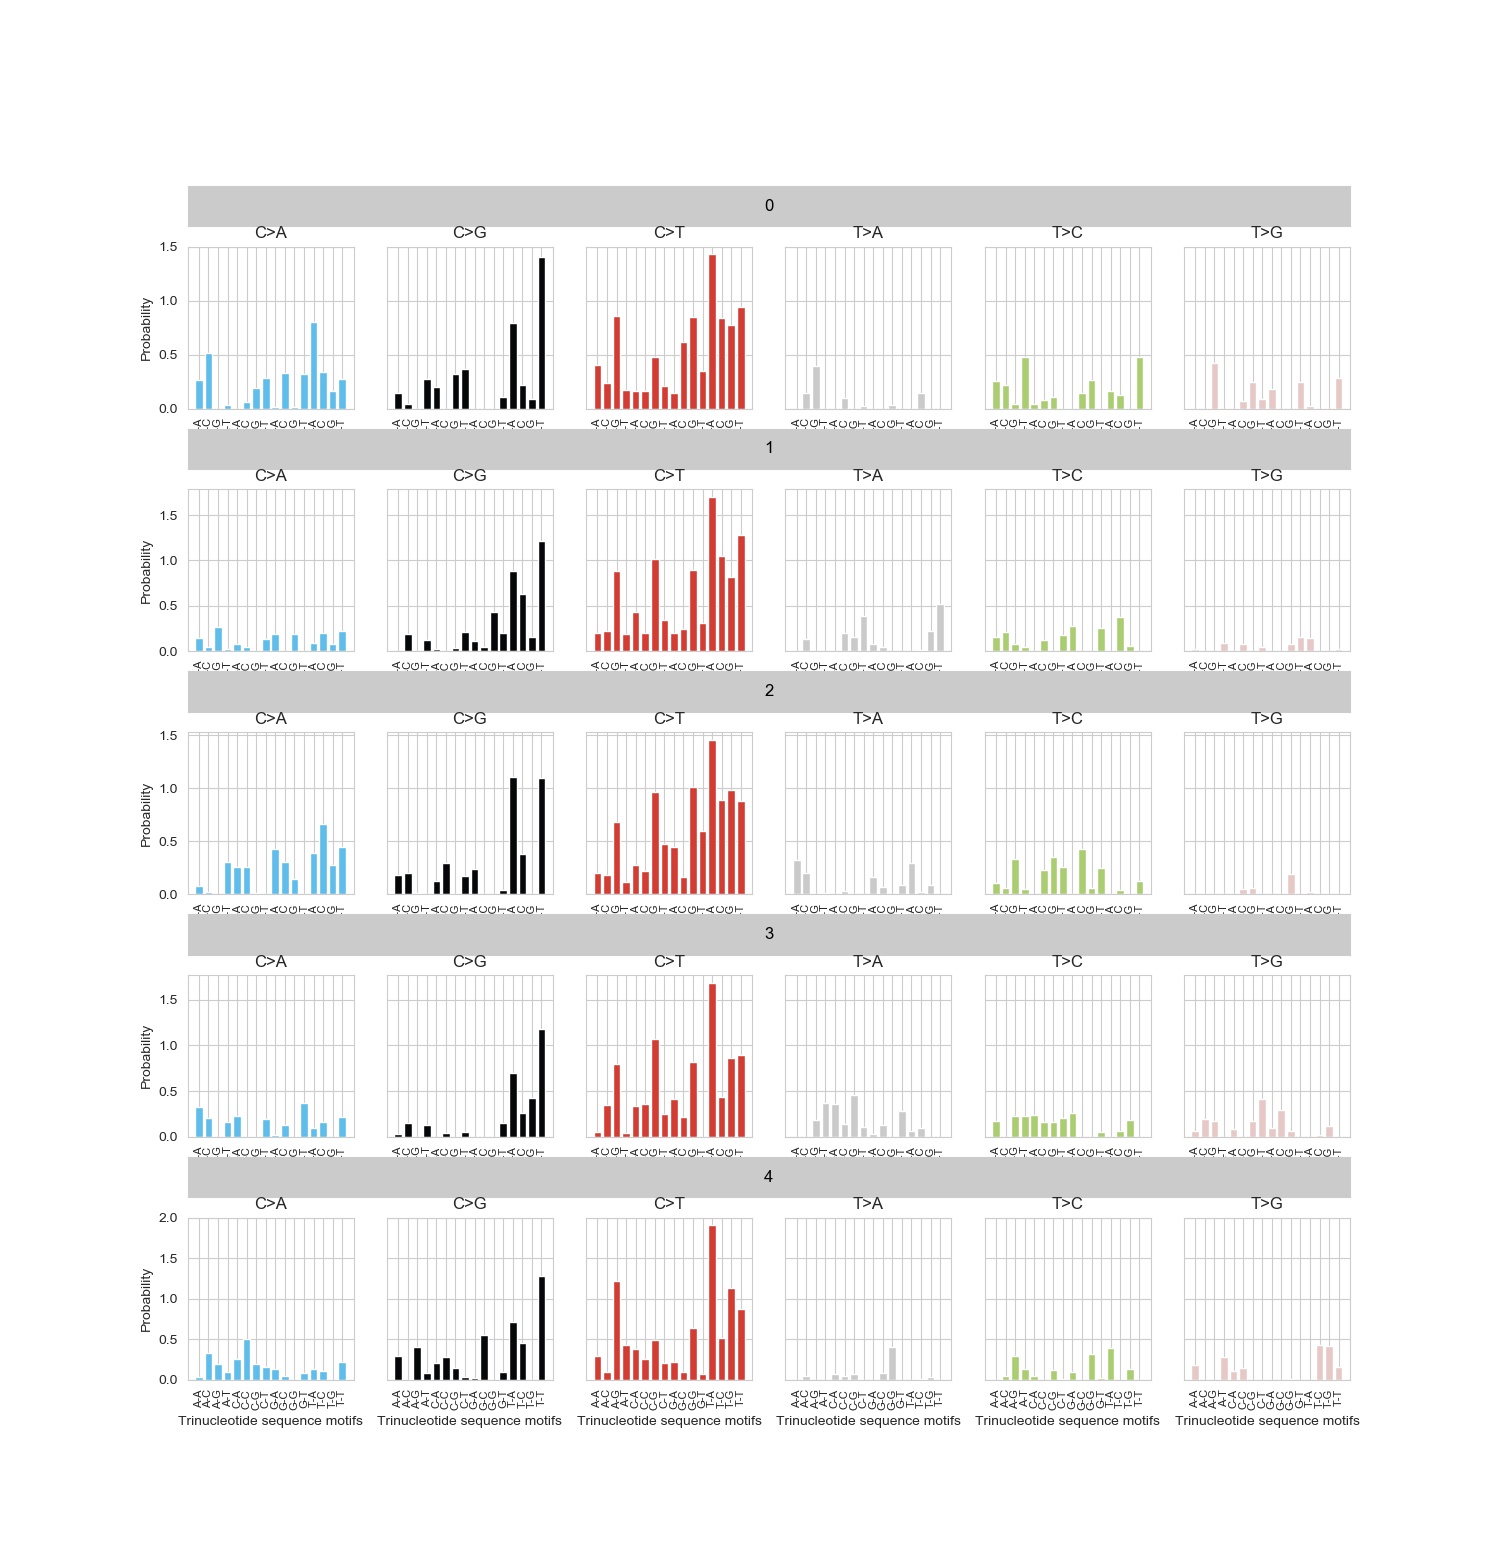 0
C>A C>G C>T T>A T>C T>G
Probability
1.5
1.0
0.5
0.0
1
C>A C>G C>T T>A T>C T>G
Probability
1.5
1.0
0.5
0.0
2
C>A C>G C>T T>A T>C T>G
Probability
1.5
1.0
0.5
0.0
3
C>A C>G C>T T>A T>C T>G
Probability
1.5
1.0
0.5
0.0
4
C>A C>G C>T T>A T>C T>G
Probability
2.0
1.5
1.0
0.5
0.0
A-A A-C A-G A-T C-A C-C C-G C-T G-A G-C G-G G-T T-A T-C T-G T-T
A-A A-C A-G A-T C-A C-C C-G C-T G-A G-C G-G G-T T-A T-C T-G T-T
A-A A-C A-G A-T C-A C-C C-G C-T G-A G-C G-G G-T T-A T-C T-G T-T
A-A A-C A-G A-T C-A C-C C-G C-T G-A G-C G-G G-T T-A T-C T-G T-T
A-A A-C A-G A-T C-A C-C C-G C-T G-A G-C G-G G-T T-A T-C T-G T-T
A-A A-C A-G A-T C-A C-C C-G C-T G-A G-C G-G G-T T-A T-C T-G T-T
Trinucleotide sequence motifs Trinucleotide sequence motifs Trinucleotide sequence motifs Trinucleotide sequence motifs Trinucleotide sequence motifs Trinucleotide sequence motifs